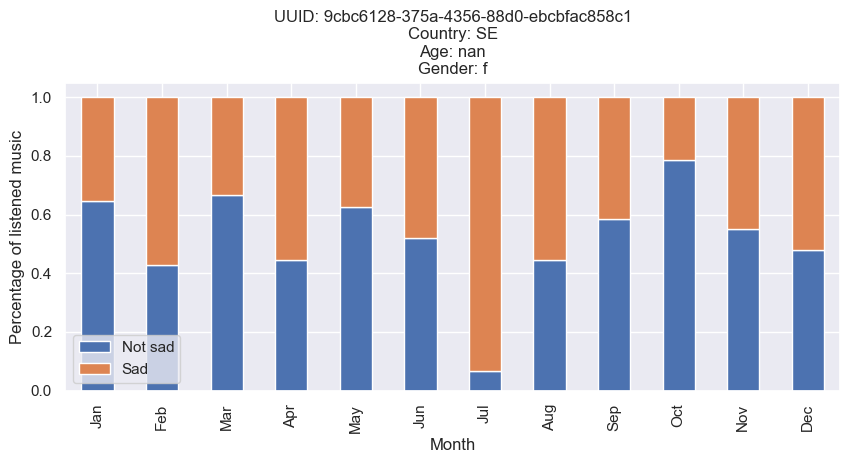 UUID: 9cbc6128-375a-4356-88d0-ebcbfac858c1
Country: SE
Age: nan
Gender: f
Percentage of listened music
1.0
0.8
0.6
0.4
0.2
0.0
Not sad
Sad
Jan
Feb
Mar
Apr
May
Jun
Jul
Aug
Sep
Oct
Nov
Dec
Month